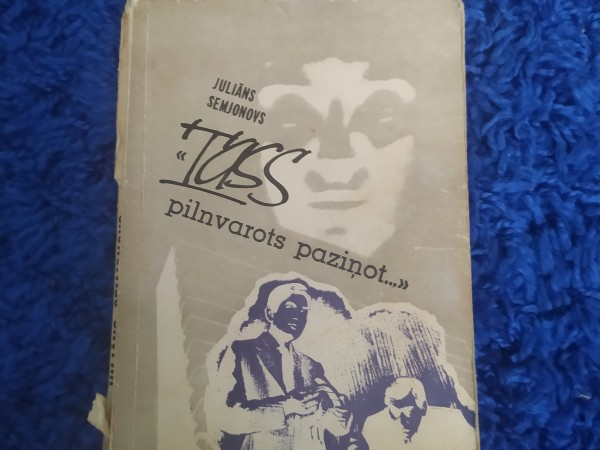 JULIĀNS
SEMJONOVS
«TASS
pilnvarots paziņot...»